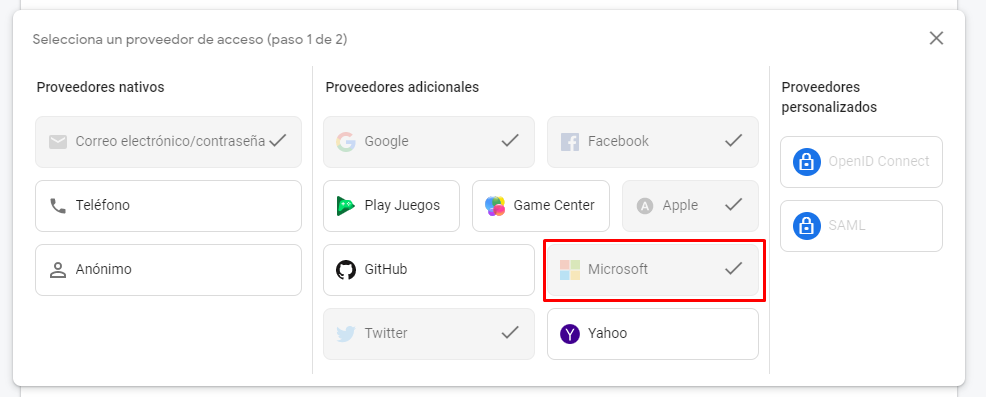 Selecciona un proveedor de acceso (paso 1 de 2)
Proveedores nativos
Correo electrónico/contraseña
Teléfono
Anónimo
Proveedores adicionales
Google
Facebook
Play Juegos
Game Center
Apple
GitHub
Microsoft
Twitter
Yahoo
Proveedores
personalizados
OpenID Connect
SAML